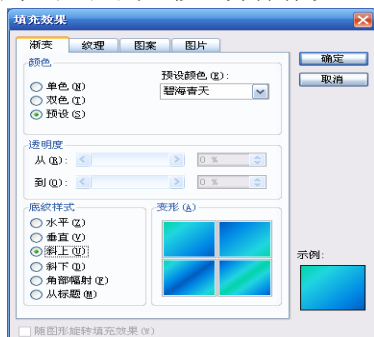 填充效果
渐变 纹理 图案 图片
颜色
单色(N)
双色(T)
预设(S)
预设颜色(E):
碧海青天
确定
取消
透明度
从(R): 0 %
到(O): 0 %
底纹样式
水平(Z)
垂直(V)
斜上(U)
斜下(D)
角部幅射(F)
从标题(M)
变形(A)
示例:
随图形旋转填充效果(W)